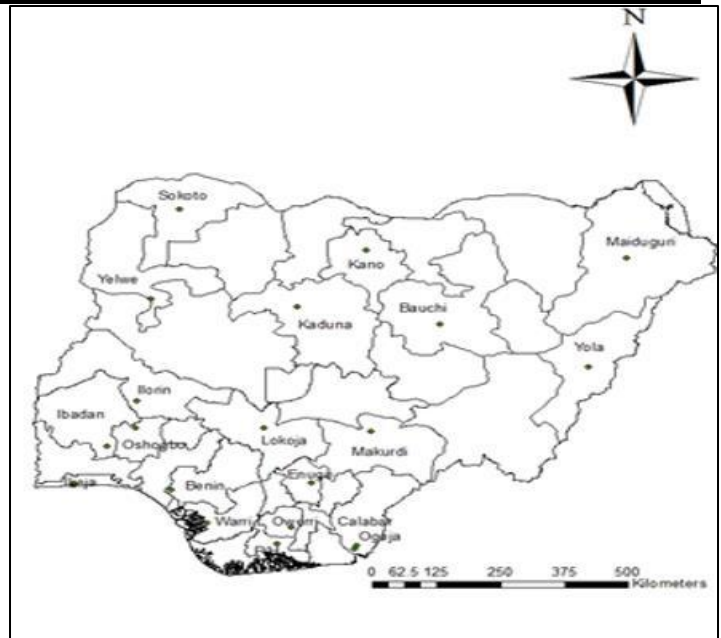 N
Sokoto
Maiduguri
Kano
Yelwe
Bauchi
Kaduna
Yola
Ilorin
Ibadan
Oshogbo
Lokoja
Makurdi
Enugu
Ikeja
Benin
Warri
Owerri
Calabar
Ogoja
0 62.5 125 250 375 500
Kilometers